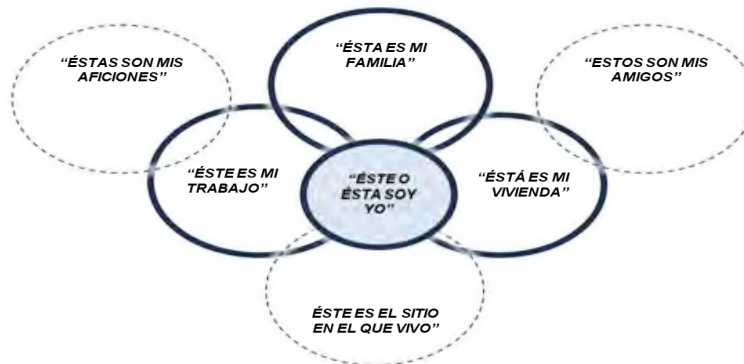 “ÉSTAS SON MIS
AFICIONES”
“ÉSTA ES MI
FAMILIA”
“ESTOS SON MIS
AMIGOS”
“ÉSTE ES MI
TRABAJO”
“ÉSTE O
ÉSTA SOY
YO”
“ÉSTÁ ES MI
VIVIENDA”
ÉSTE ES EL SITIO
EN EL QUE VIVO”